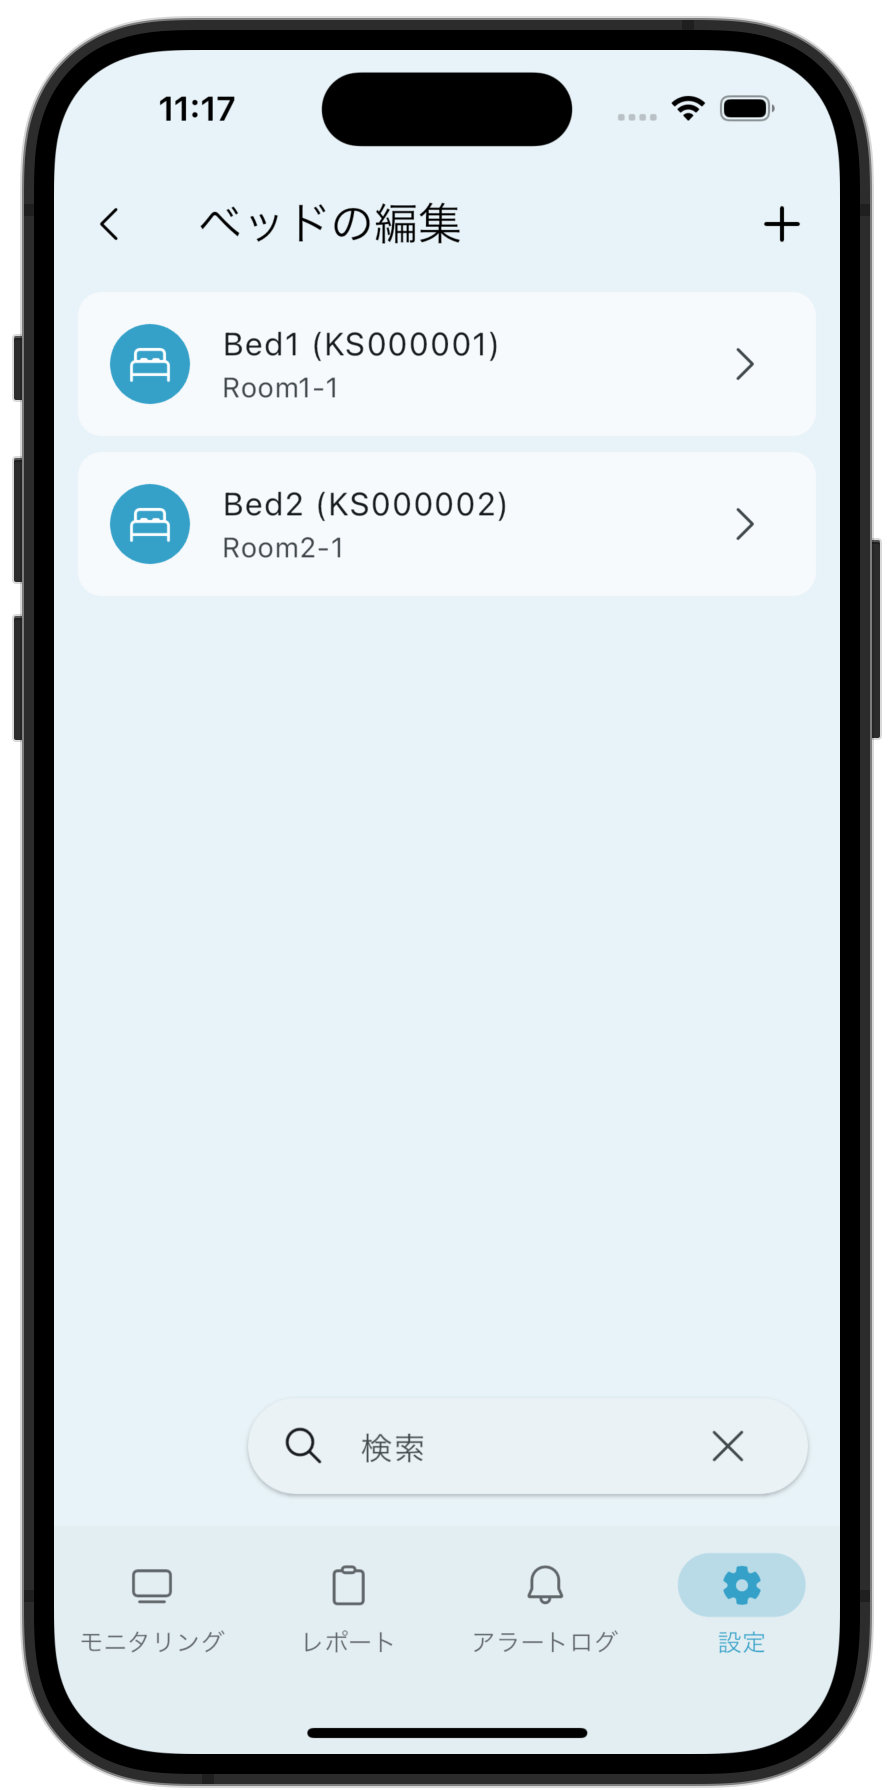 11:17
ベッドの編集
Bed1 (KS000001)
Room1-1
Bed2 (KS000002)
Room2-1
検索
モニタリング
レポート
アラートログ
設定